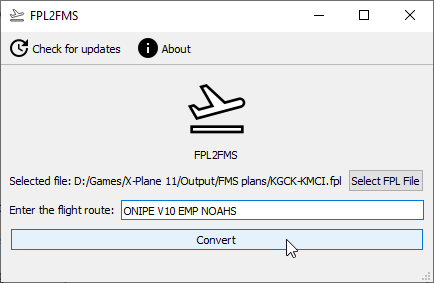 FPL2FMS
Check for updates
About
FPL2FMS
Selected file: D:/Games/X-Plane 11/Output/FMS plans/KGCK-KMCI.fpl Select FPL File
Enter the flight route: ONIPE V10 EMP NOAHS
Convert